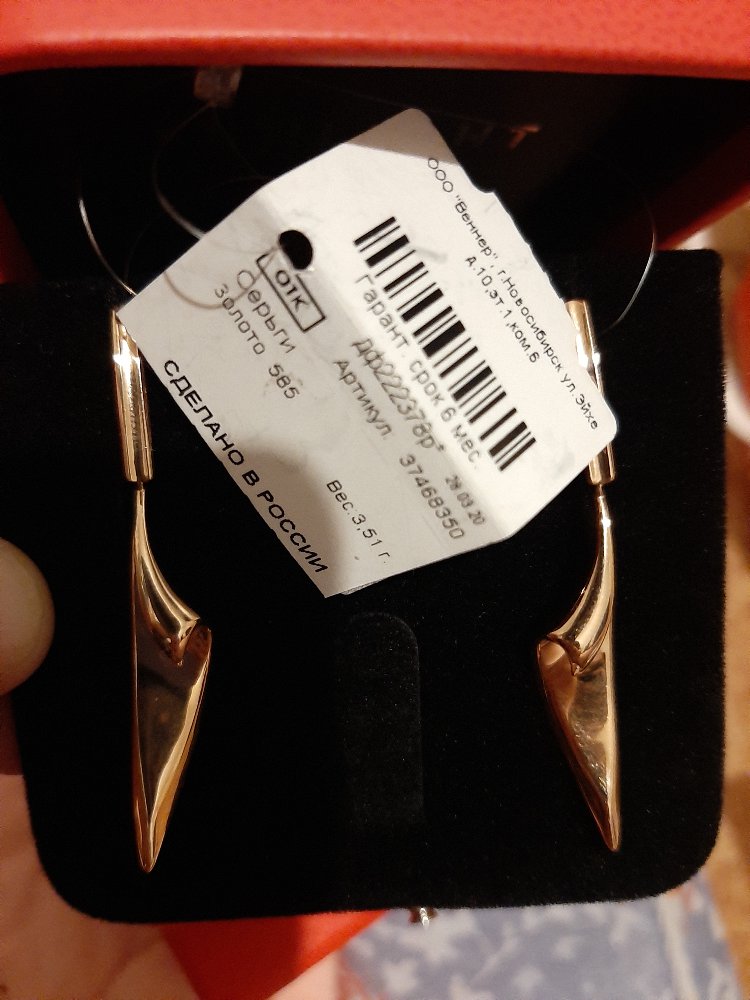 ООО "Веннер", г.Новосибирск ул.Эйхе
д.10,эт.1,ком.6
Гарант. срок 6 мес.
дф222378р*
28 03 20
Артикул. 37468350
ОТК
Серьги
Золото 585
Вес.3,51 г.
СДЕЛАНО В РОССИИ